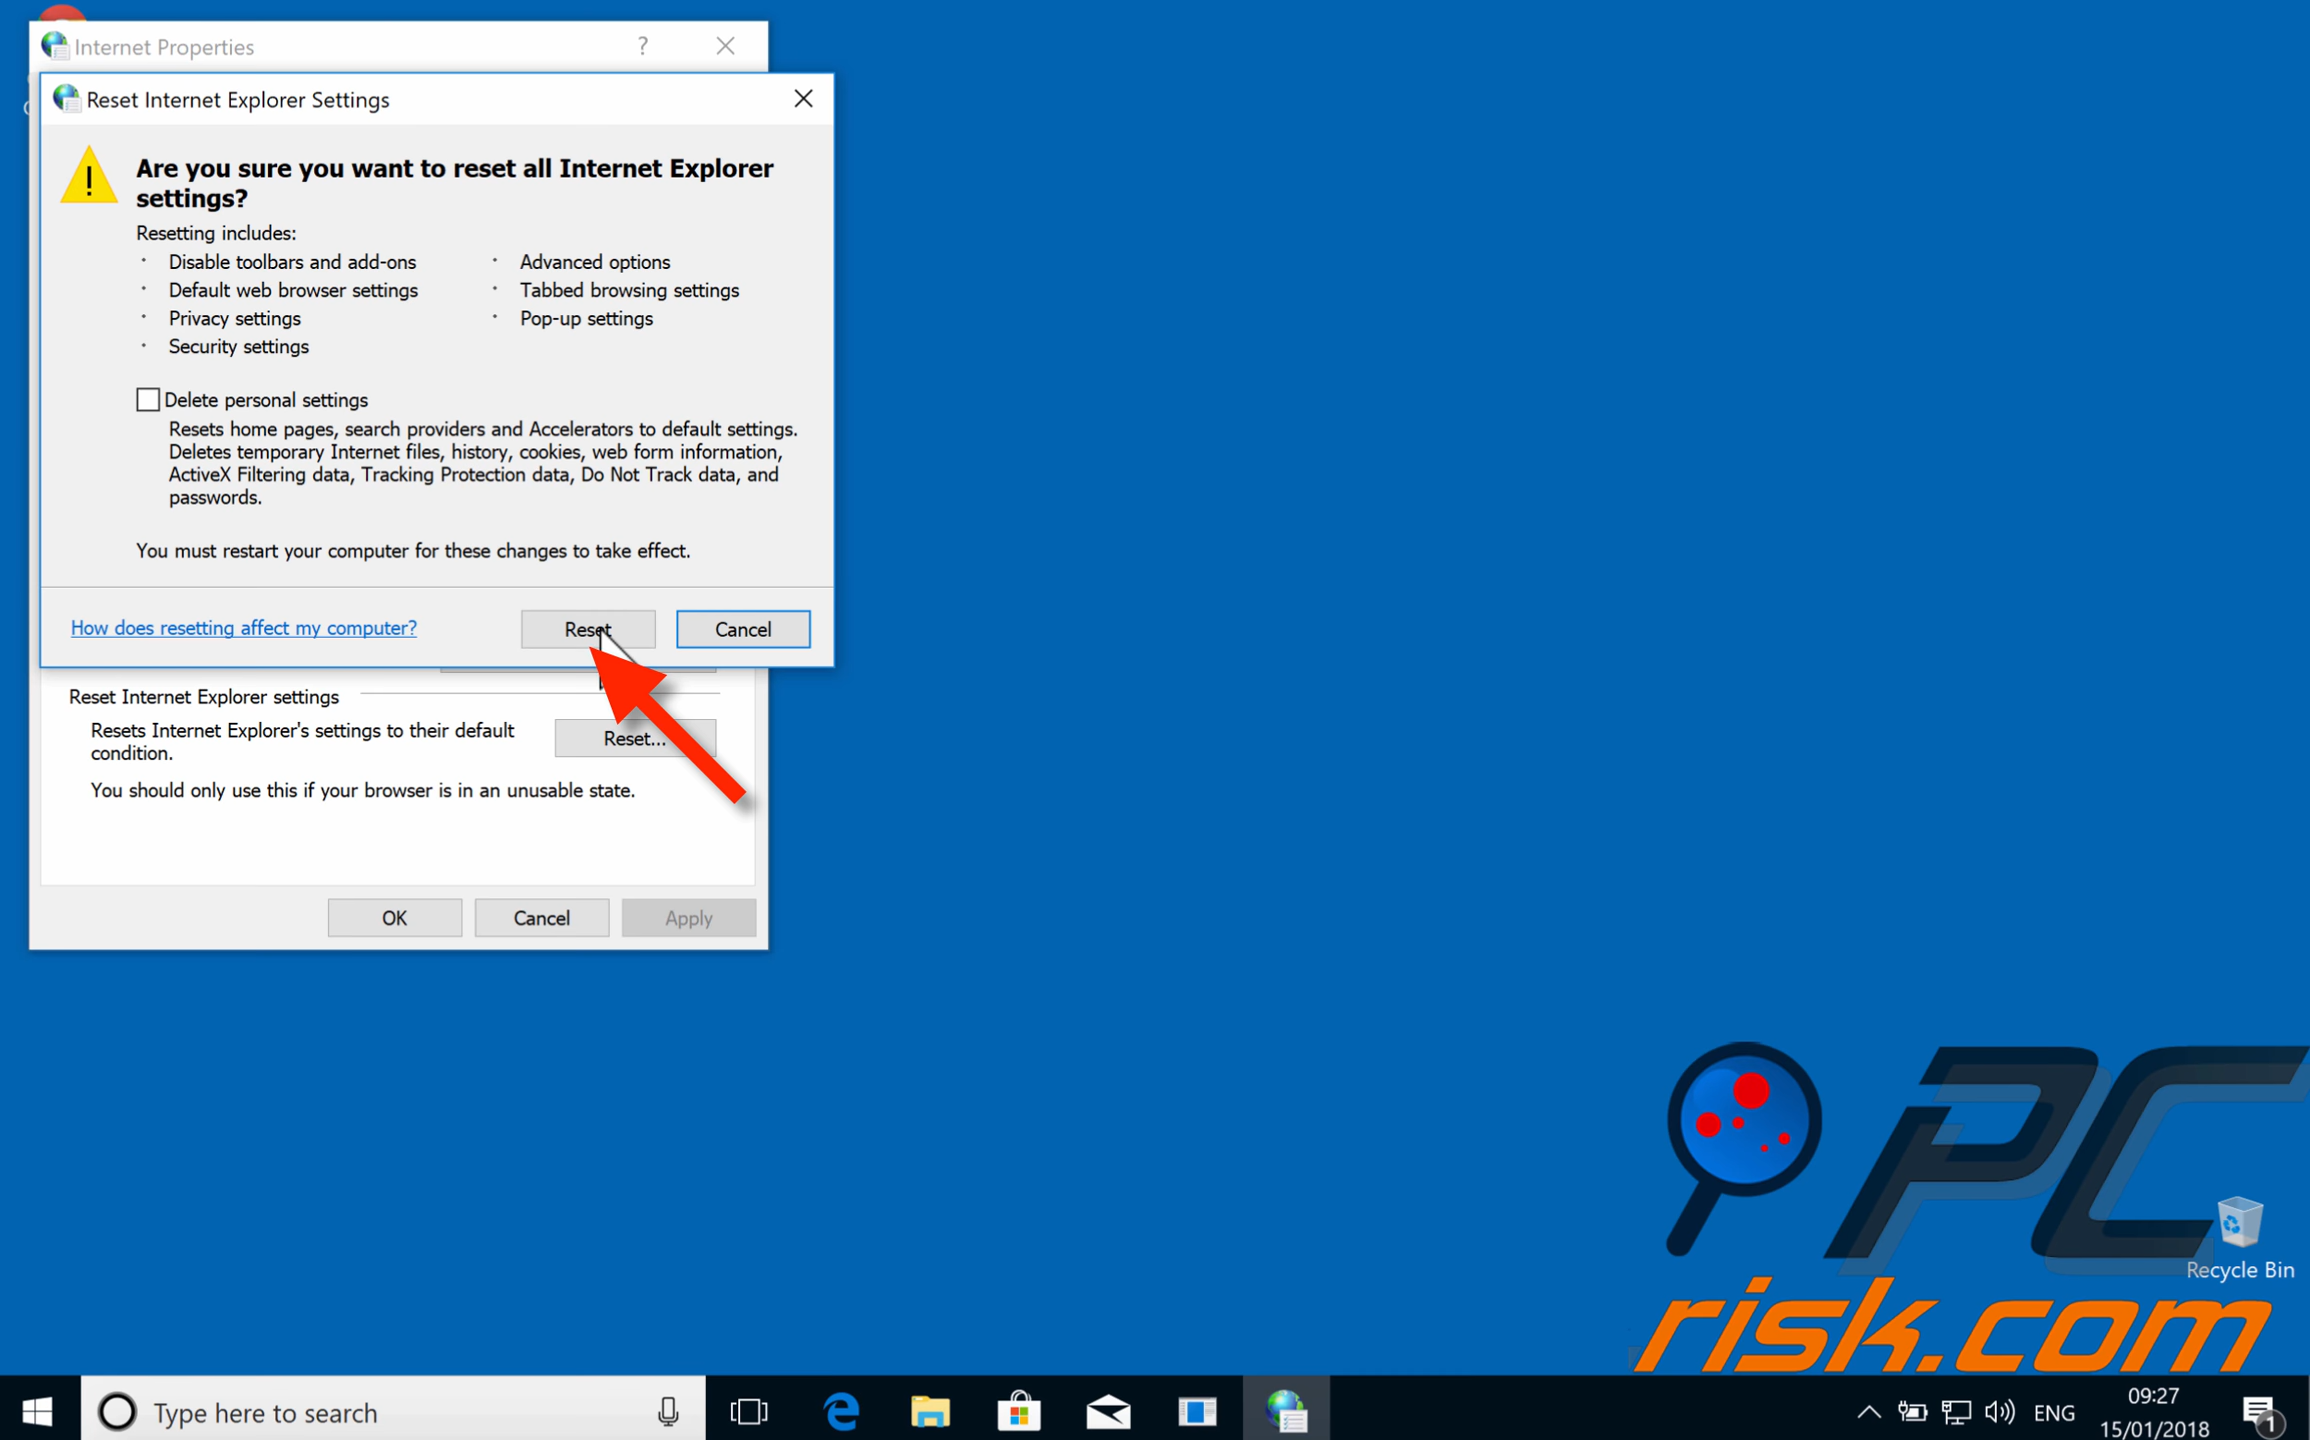 Internet Properties
?
Reset Internet Explorer Settings
Are you sure you want to reset all Internet Explorer
settings?
Resetting includes:
· Disable toolbars and add-ons
· Default web browser settings
· Privacy settings
· Security settings
· Advanced options
· Tabbed browsing settings
· Pop-up settings
Delete personal settings
Resets home pages, search providers and Accelerators to default settings.
Deletes temporary Internet files, history, cookies, web form information,
ActiveX Filtering data, Tracking Protection data, Do Not Track data, and
passwords.
You must restart your computer for these changes to take effect.
How does resetting affect my computer?
Reset
Cancel
Reset Internet Explorer settings
Resets Internet Explorer's settings to their default
condition.
Reset...
You should only use this if your browser is in an unusable state.
OK
Cancel
Apply
PC
risk.com
Recycle Bin
Type here to search
ENG
09:27
15/01/2018
1